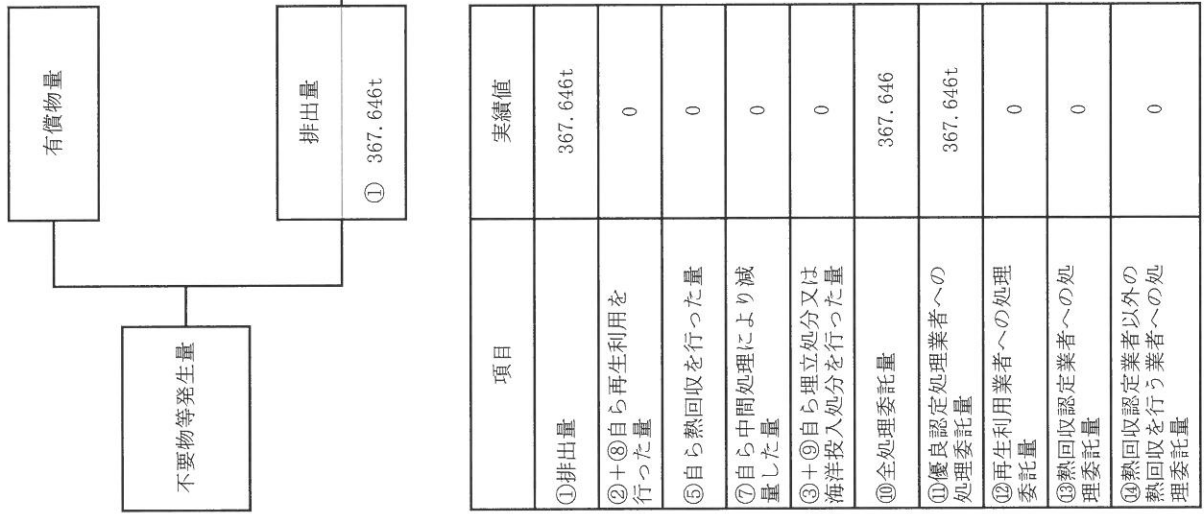 不要物等発生量
有償物量
排出量
① 367.646t
項目
実績値
①排出量
367.646t
②+⑧自ら再生利用を
行った量
0
⑤自ら熱回収を行った量
0
⑦自ら中間処理により減
量した量
0
③+⑨自ら埋立処分又は
海洋投入処分を行った量
0
⑩全処理委託量
367.646
⑪優良認定処理業者への
処理委託量
367.646t
⑫再生利用業者への処理
委託量
0
⑬熱回収認定業者への処
理委託量
0
⑭熱回収認定業者以外の
熱回収を行う業者への処
理委託量
0